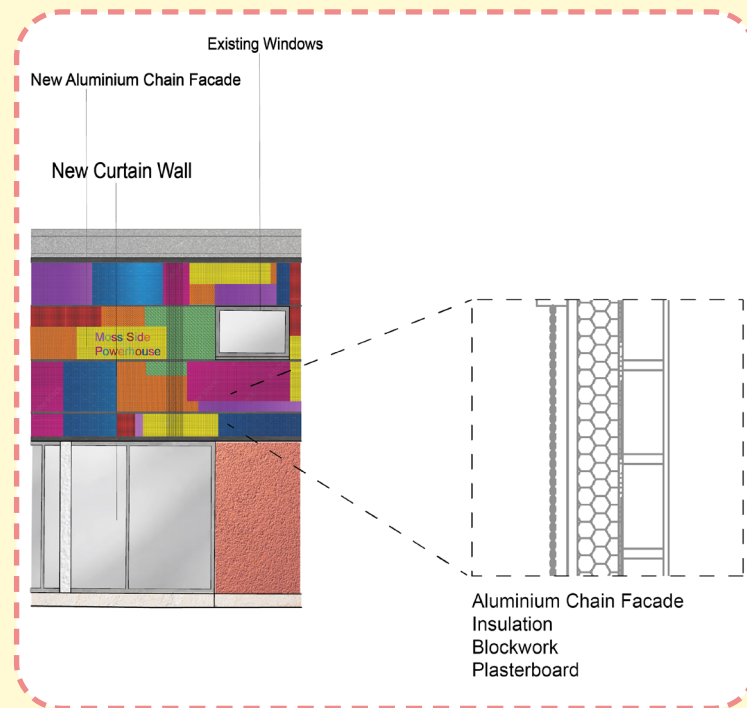 Existing Windows
New Aluminium Chain Facade
New Curtain Wall
Moss Side
Powerhouse
Aluminium Chain Facade
Insulation
Blockwork
Plasterboard